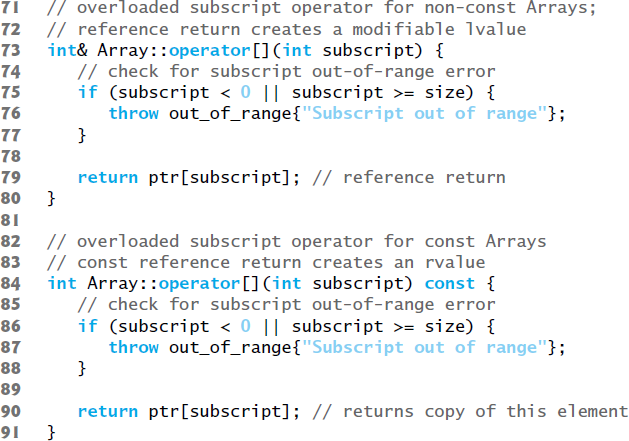 71 // overloaded subscript operator for non-const Arrays;
72 // reference return creates a modifiable lvalue
73 int& Array::operator[](int subscript) {
74    // check for subscript out-of-range error
75    if (subscript < 0 || subscript >= size) {
76       throw out_of_range{"Subscript out of range"};
77    }
78
79    return ptr[subscript]; // reference return
80 }
81
82 // overloaded subscript operator for const Arrays
83 // const reference return creates an rvalue
84 int Array::operator[](int subscript) const {
85    // check for subscript out-of-range error
86    if (subscript < 0 || subscript >= size) {
87       throw out_of_range{"Subscript out of range"};
88    }
89
90    return ptr[subscript]; // returns copy of this element
91 }